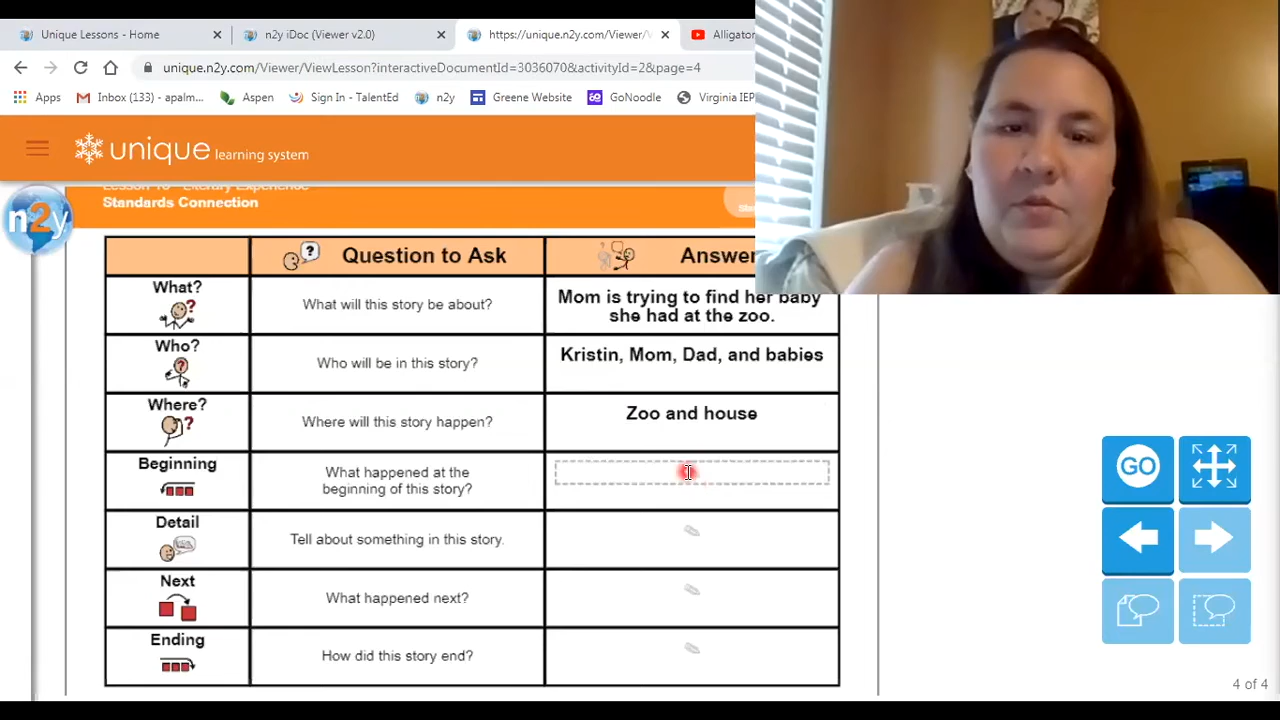 Unique Lessons - Home
n2y iDoc (Viewer v2.0)
https://unique.n2y.com/Viewer/
Alligator
unique.n2y.com/Viewer/ViewLesson?interactiveDocumentId=3036070&activityId=2&page=4
Apps
Inbox (133) - apalm...
Aspen
Sign In - TalentEd
n2y
Greene Website
GoNoodle
Virginia IEP
unique learning system
Lesson 10 - Literary Experience
Standards Connection
n2y
Question to Ask
Answer
What?
What will this story be about?
Mom is trying to find her baby
she had at the zoo.
Who?
Who will be in this story?
Kristin, Mom, Dad, and babies
Where?
Where will this story happen?
Zoo and house
Beginning
What happened at the
beginning of this story?
Detail
Tell about something in this story.
Next
What happened next?
Ending
How did this story end?
GO
4 of 4